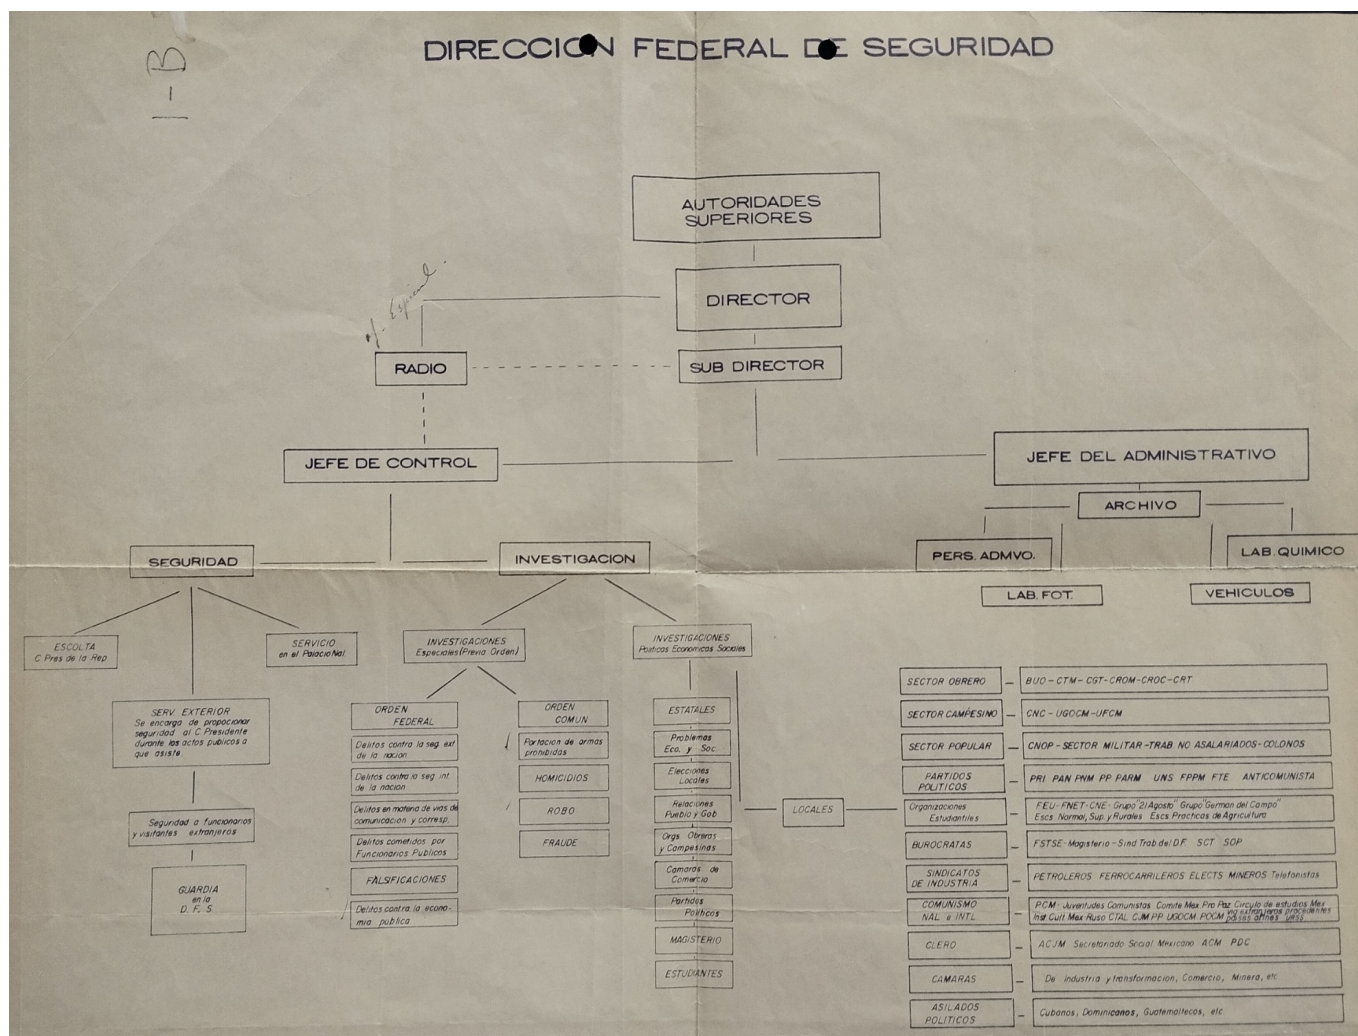 1-B
DIRECCION FEDERAL DE SEGURIDAD
AUTORIDADES
SUPERIORES
DIRECTOR
Especial.
RADIO
SUB DIRECTOR
JEFE DE CONTROL
JEFE DEL ADMINISTRATIVO
ARCHIVO
SEGURIDAD
INVESTIGACION
PERS. ADMVO.
LAB. QUIMICO
LAB. FOT.
VEHICULOS
ESCOLTA
C Pres de la Rep
SERVICIO
en el Palacio Nal.
INVESTIGACIONES
Especiales (Previa Orden)
INVESTIGACIONES
Politicas Economicas Sociales
SERV EXTERIOR
Se encarga de propocionar
seguridad al C Presidente
durante los actos publicos a
que asiste.
Seguridad a funcionarios
y visitantes extranjeros
GUARDIA
en la
D. F. S.
ORDEN
FEDERAL
Delitos contra la seg ext
de la nacion
Delitos contra la seg int
de la nacion
Delitos en materia de vias de
comunicacion y corresp.
Delitos cometidos por
Funcionarios Publicos
FALSIFICACIONES
Delitos contra la econo-
mia publica
ORDEN
COMUN
Portacion de armas
prohibidas
HOMICIDIOS
ROBO
FRAUDE
ESTATALES
Problemas
Eco. y Soc.
Elecciones
Locales
Relaciones
Pueblo y Gob
Orgs Obreras
y Campesinas
Camaras de
Comercio
Partidos
Politicos
MAGISTERIO
ESTUDIANTES
LOCALES
SECTOR OBRERO – BUO-CTM-CGT-CROM-CROC-CRT
SECTOR CAMPESINO – CNC-UGOCM-UFCM
SECTOR POPULAR – CNOP-SECTOR MILITAR-TRAB NO ASALARIADOS-COLONOS
PARTIDOS
POLITICOS – PRI PAN PNM PP PARM UNS FPPM FTE ANTICOMUNISTA
Organizaciones
Estudiantiles – FEU-FNET-CNE-Grupo "21 Agosto" Grupo "German del Campo"
Escs Normal, Sup. y Rurales Escs Practicas de Agricultura
BUROCRATAS – FSTSE-Magisterio-Sind Trab del D.F. SCT SOP
SINDICATOS
DE INDUSTRIA – PETROLEROS FERROCARRILEROS ELECTS MINEROS Telefonistas
COMUNISMO
NAL e INTL – PCM-Juventudes Comunistas Comite Mex Pro Paz Circulo de estudios Mex
Inst Cult Mex Ruso CTAL CJM PP UGOCM POCM vig extranjeros procedentes
paises afines URSS
CLERO – ACJM Secretariado Social Mexicano ACM PDC
CAMARAS – De Industria y transformacion, Comercio, Minera, etc
ASILADOS
POLITICOS – Cubanos, Dominicanos, Guatemaltecos, etc